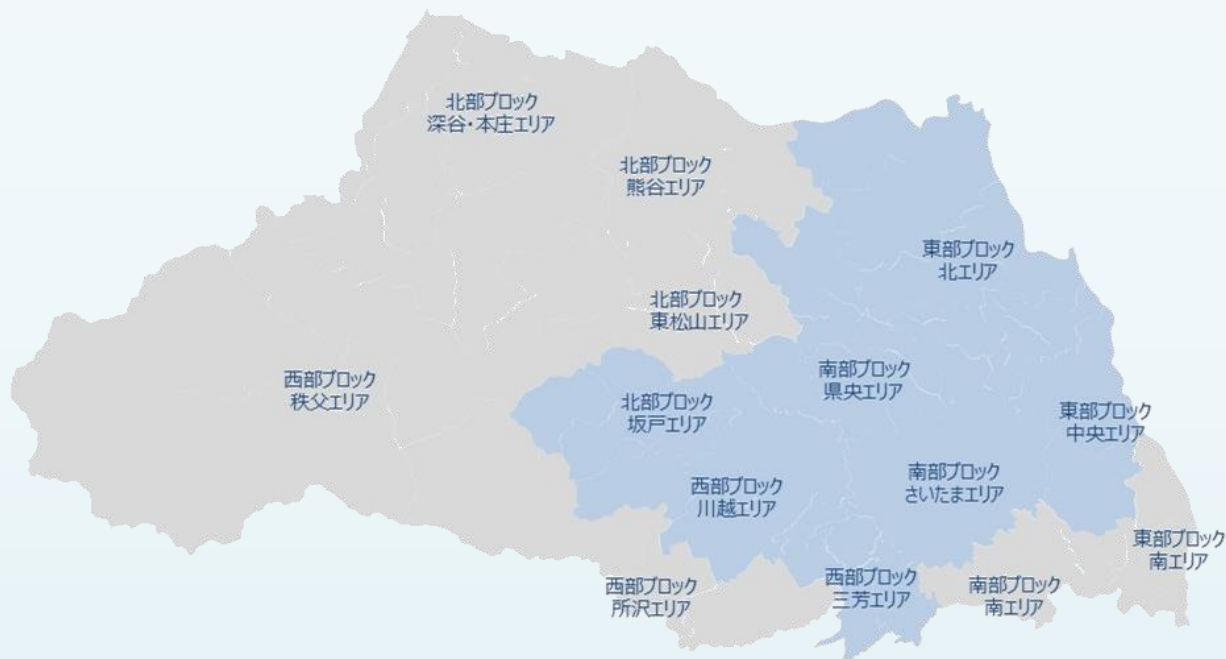 北部ブロック
深谷・本庄エリア
北部ブロック
熊谷エリア
東部ブロック
北エリア
北部ブロック
東松山エリア
南部ブロック
県央エリア
西部ブロック
秩父エリア
北部ブロック
坂戸エリア
東部ブロック
中央エリア
南部ブロック
さいたまエリア
西部ブロック
川越エリア
東部ブロック
南エリア
西部ブロック
三芳エリア
西部ブロック
所沢エリア
南部ブロック
南エリア